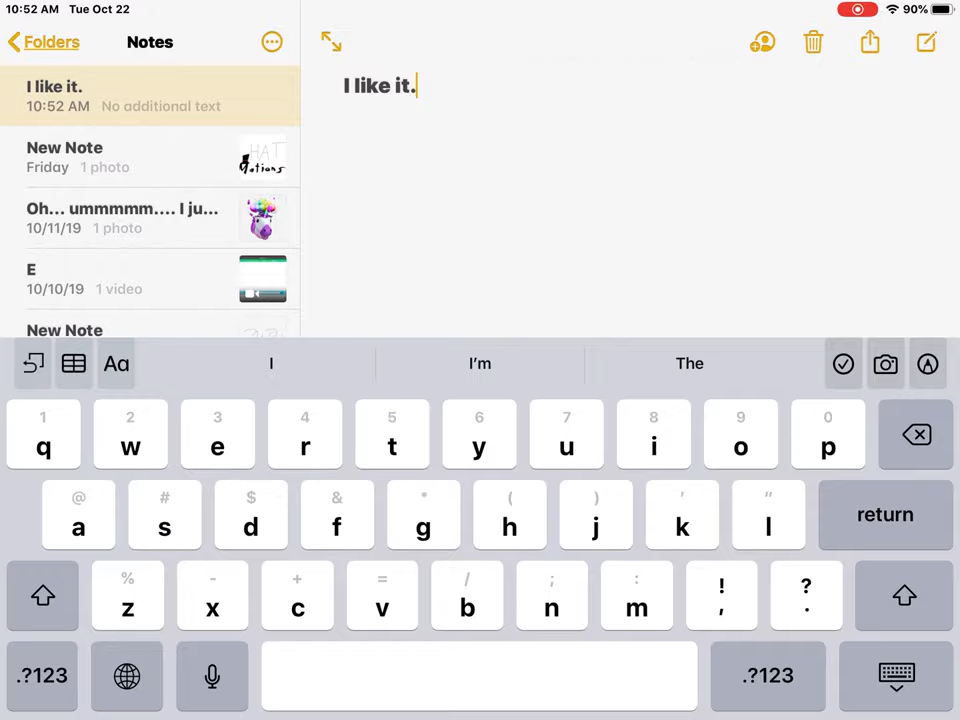 10:52 AM Tue Oct 22
90%
Folders
Notes
I like it.
10:52 AM No additional text
New Note
Friday 1 photo
HAT
Oh... ummmmm.... I ju...
10/11/19 1 photo
E
10/10/19 1 video
New Note
I like it.
Aa
I
I'm
The
1 2 3 4 5 6 7 8 9 0
q w e r t y u i o p
@ # $ & * ( ) ' "
a s d f g h j k l return
% - + = / ; : ! ?
z x c v b n m , .
.?123 .?123